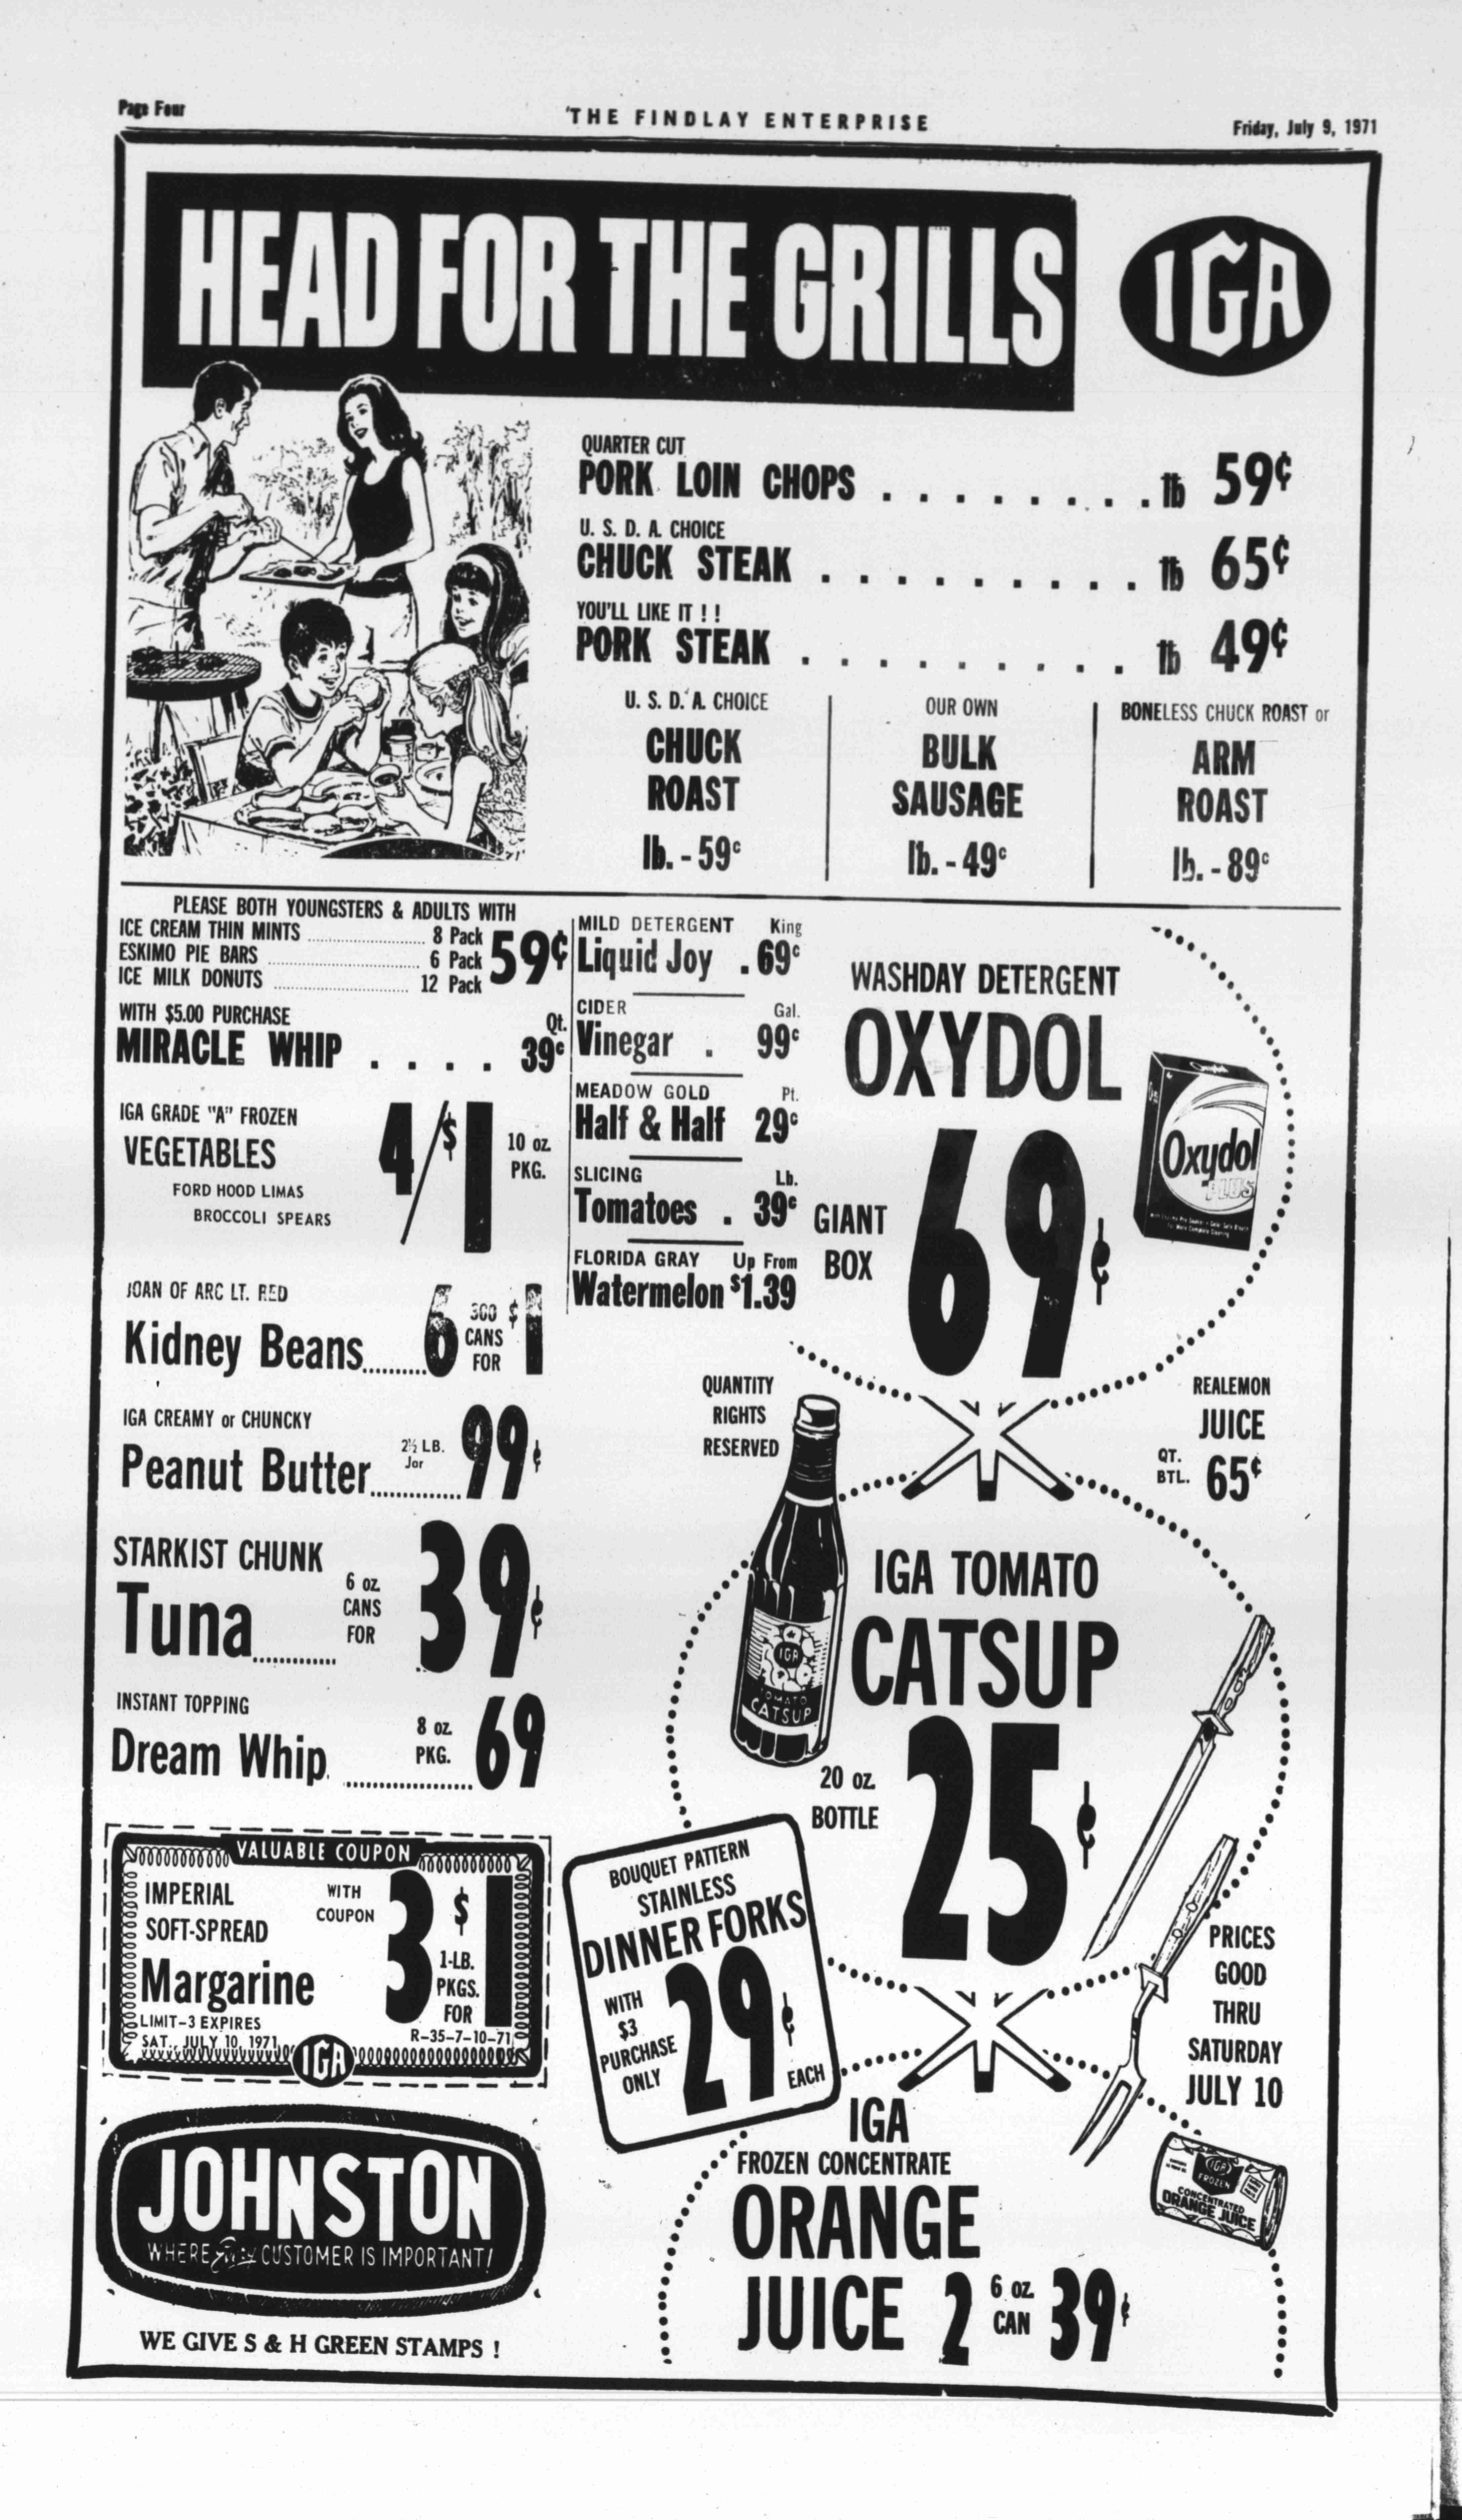 Page Four
THE FINDLAY ENTERPRISE
Friday, July 9, 1971
HEAD FOR THE GRILLS
IGA
QUARTER CUT
PORK LOIN CHOPS . . . . . . . . lb 59¢
U. S. D. A. CHOICE
CHUCK STEAK . . . . . . . . . lb 65¢
YOU'LL LIKE IT ! !
PORK STEAK . . . . . . . . . lb 49¢
U. S. D. A. CHOICE
CHUCK
ROAST
lb. - 59¢
OUR OWN
BULK
SAUSAGE
lb. - 49¢
BONELESS CHUCK ROAST or
ARM
ROAST
lb. - 89¢
PLEASE BOTH YOUNGSTERS & ADULTS WITH
ICE CREAM THIN MINTS ........ 8 Pack
ESKIMO PIE BARS ........ 6 Pack
ICE MILK DONUTS ........ 12 Pack
59¢
WITH $5.00 PURCHASE
MIRACLE WHIP . . . . Qt. 39¢
IGA GRADE "A" FROZEN
VEGETABLES
FORD HOOD LIMAS
BROCCOLI SPEARS
4/$1
10 oz.
PKG.
JOAN OF ARC LT. RED
Kidney Beans.......... 6 300 CANS FOR $1
IGA CREAMY or CHUNCKY
Peanut Butter.............. 2½ LB. Jar 99¢
STARKIST CHUNK
Tuna............ 6 oz. CANS FOR 39¢
INSTANT TOPPING
Dream Whip................... 8 oz. PKG. 69
MILD DETERGENT King
Liquid Joy . 69¢
CIDER Gal.
Vinegar . 99¢
MEADOW GOLD Pt.
Half & Half 29¢
SLICING Lb.
Tomatoes . 39¢
FLORIDA GRAY Up From
Watermelon $1.39
WASHDAY DETERGENT
OXYDOL
GIANT
BOX
69¢
Oxydol
PLUS
QUANTITY
RIGHTS
RESERVED
REALEMON
JUICE
QT.
BTL. 65¢
IGA TOMATO
CATSUP
20 oz.
BOTTLE
25¢
IGA
TOMATO
CATSUP
VALUABLE COUPON
IMPERIAL
SOFT-SPREAD
Margarine
WITH
COUPON
3 1-LB. PKGS. FOR $1
LIMIT-3 EXPIRES
SAT., JULY 10, 1971
R-35-7-10-71
IGA
BOUQUET PATTERN
STAINLESS
DINNER FORKS
WITH
$3
PURCHASE
ONLY
29¢
EACH
PRICES
GOOD
THRU
SATURDAY
JULY 10
IGA
FROZEN CONCENTRATE
ORANGE
JUICE 2 6 oz. CAN 39¢
IGA
FROZEN
CONCENTRATED
ORANGE JUICE
JOHNSTON
WHERE Every CUSTOMER IS IMPORTANT!
WE GIVE S & H GREEN STAMPS !